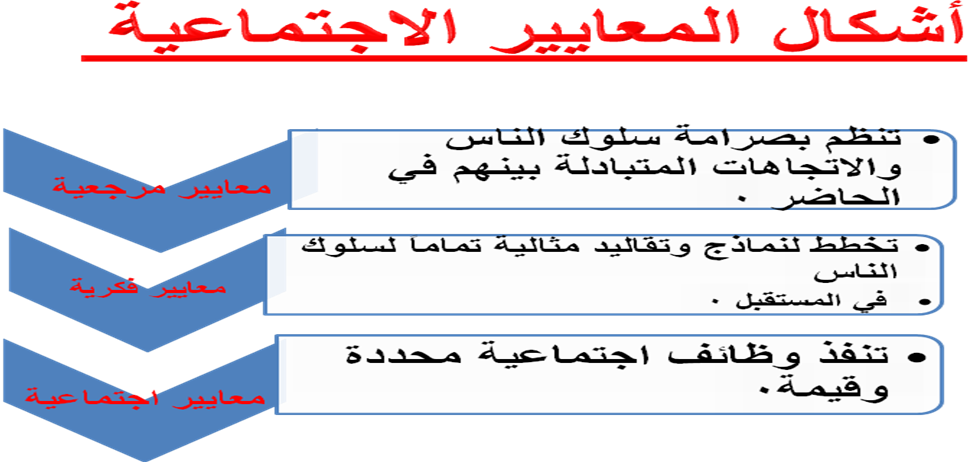 أشكال المعايير الاجتماعية
معايير مرجعية
• تنظم بصرامة سلوك الناس
والاتجاهات المتبادلة بينهم في
الحاضر .
معايير فكرية
• تخطط لنماذج وتقاليد مثالية تماماً لسلوك
الناس
• في المستقبل .
معايير اجتماعية
• تنفذ وظائف اجتماعية محددة
وقيمة.